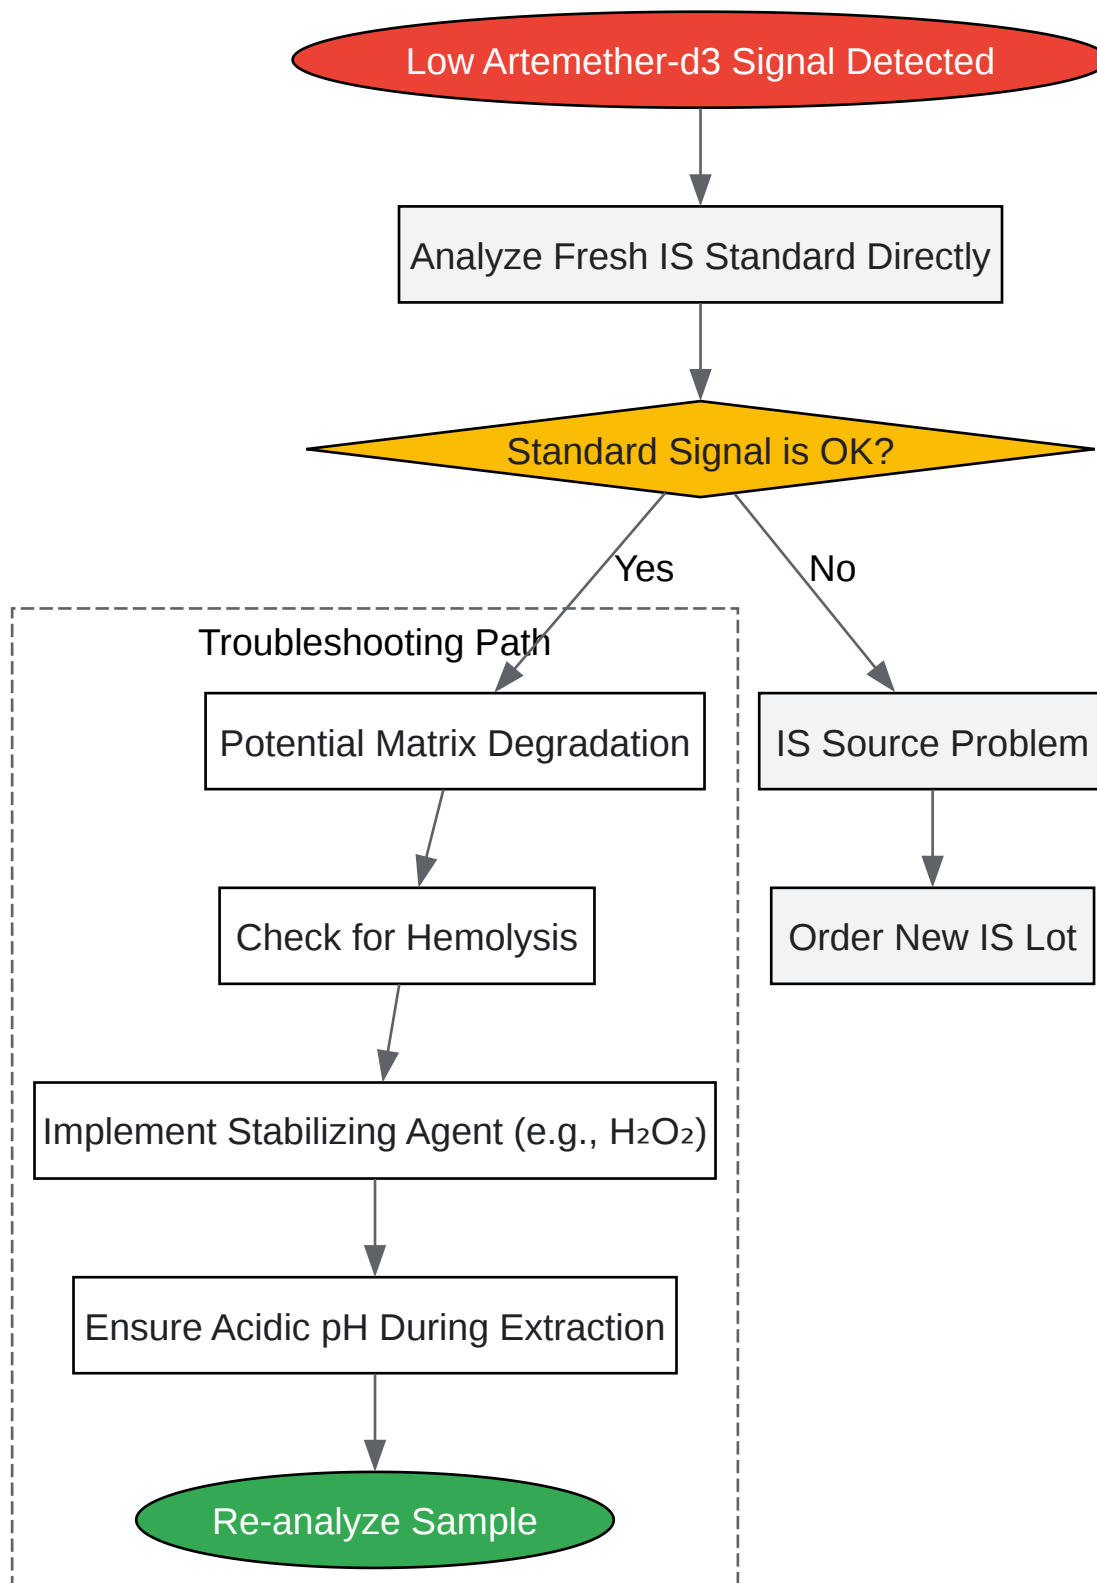 Low Artemether-d3 Signal Detected
Analyze Fresh IS Standard Directly
Standard Signal is OK?
Yes
No
Troubleshooting Path
Potential Matrix Degradation
IS Source Problem
Check for Hemolysis
Order New IS Lot
Implement Stabilizing Agent (e.g., H₂O₂)
Ensure Acidic pH During Extraction
Re-analyze Sample